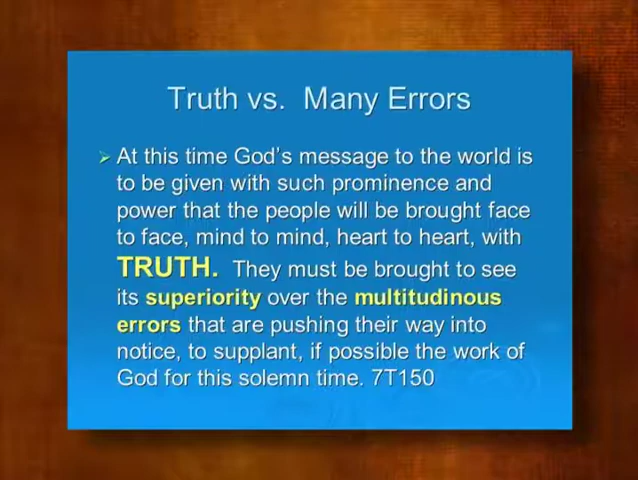 Truth vs. Many Errors
At this time God's message to the world is
to be given with such prominence and
power that the people will be brought face
to face, mind to mind, heart to heart, with
TRUTH. They must be brought to see
its superiority over the multitudinous
errors that are pushing their way into
notice, to supplant, if possible the work of
God for this solemn time. 7T150